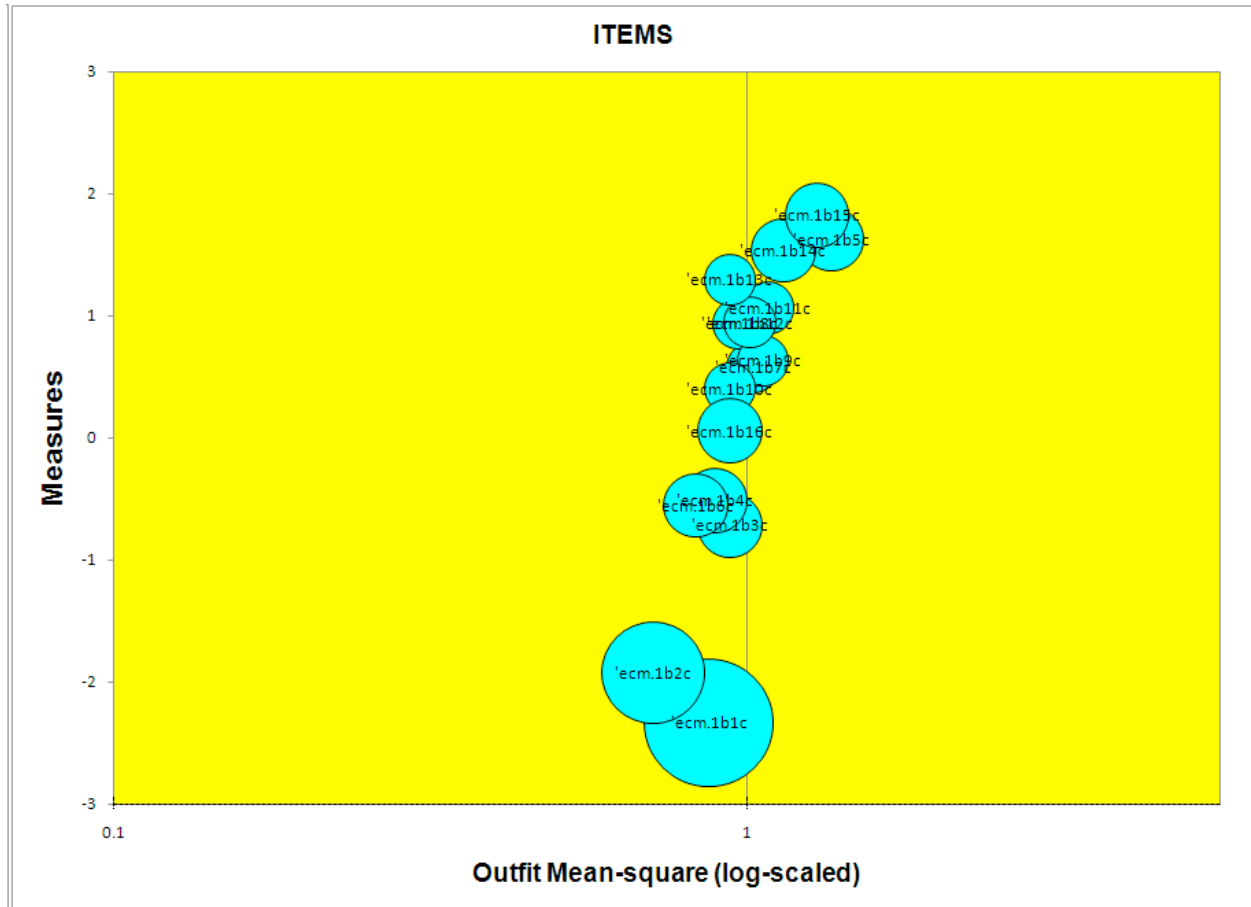 ITEMS
3
2
1
0
-1
-2
-3
Measures
'ecm.1b15c
'ecm.1b5c
'ecm.1b14c
'ecm.1b13c
'ecm.1b11c
'ecm.1b9c
'ecm.1b7c
'ecm.1b10c
'ecm.1b16c
'ecm.1b4c
'ecm.1b6c
'ecm.1b3c
'ecm.1b2c
'ecm.1b1c
0.1
1
Outfit Mean-square (log-scaled)